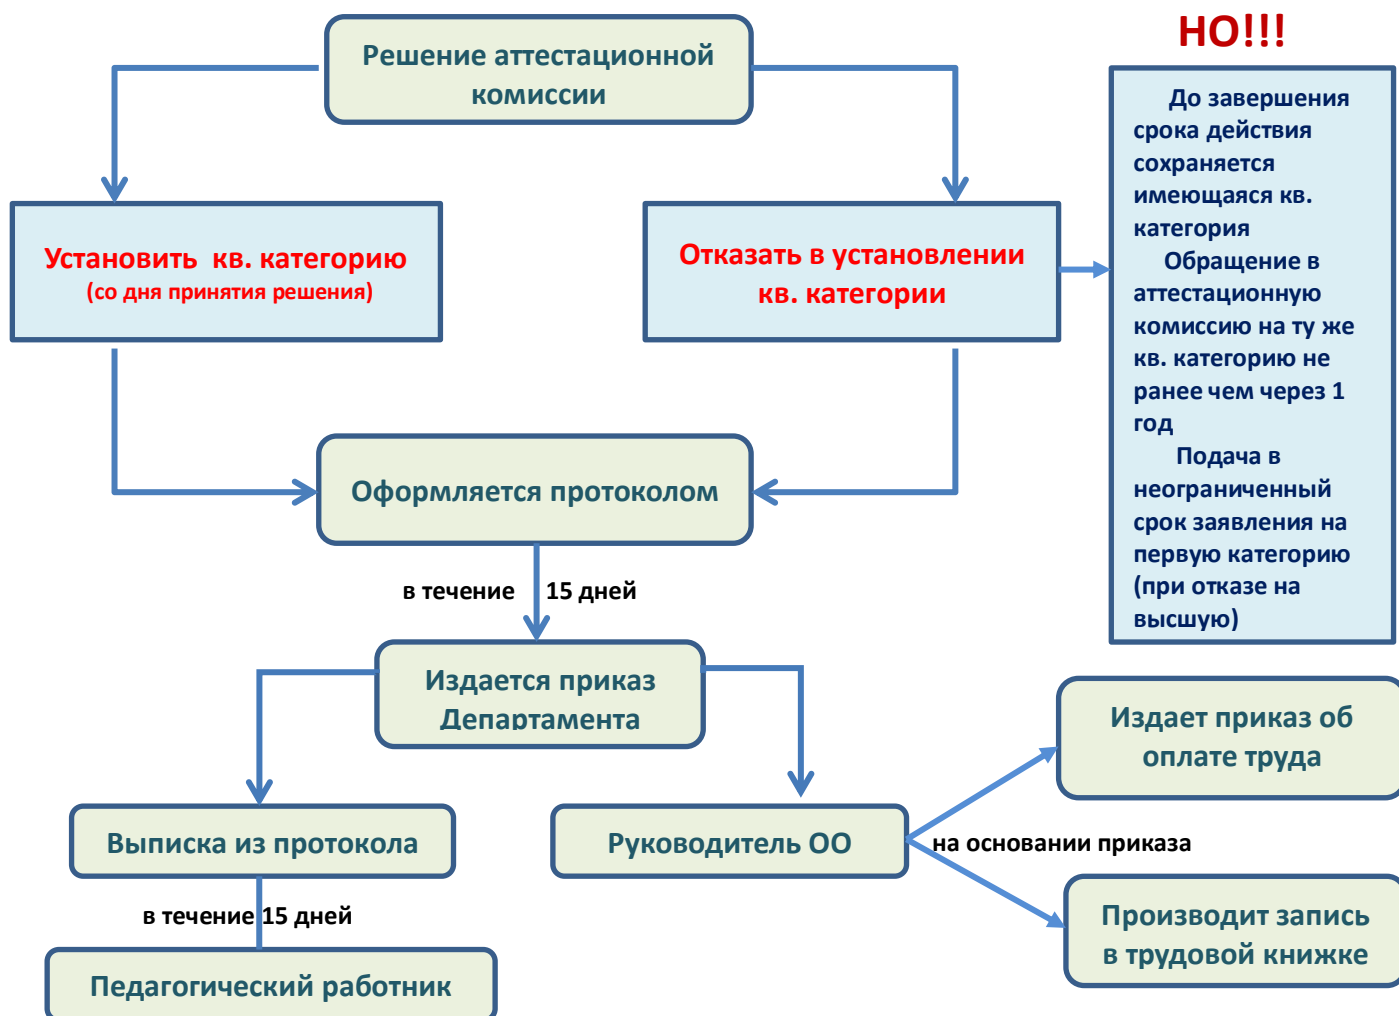 НО!!!
Решение аттестационной
комиссии
Установить кв. категорию
(со дня принятия решения)
Отказать в установлении
кв. категории
До завершения
срока действия
сохраняется
имеющаяся кв.
категория
Обращение в
аттестационную
комиссию на ту же
кв. категорию не
ранее чем через 1
год
Подача в
неограниченный
срок заявления на
первую категорию
(при отказе на
высшую)
Оформляется протоколом
в течение 15 дней
Издается приказ
Департамента
Выписка из протокола
в течение 15 дней
Педагогический работник
Руководитель ОО
на основании приказа
Издает приказ об
оплате труда
Производит запись
в трудовой книжке